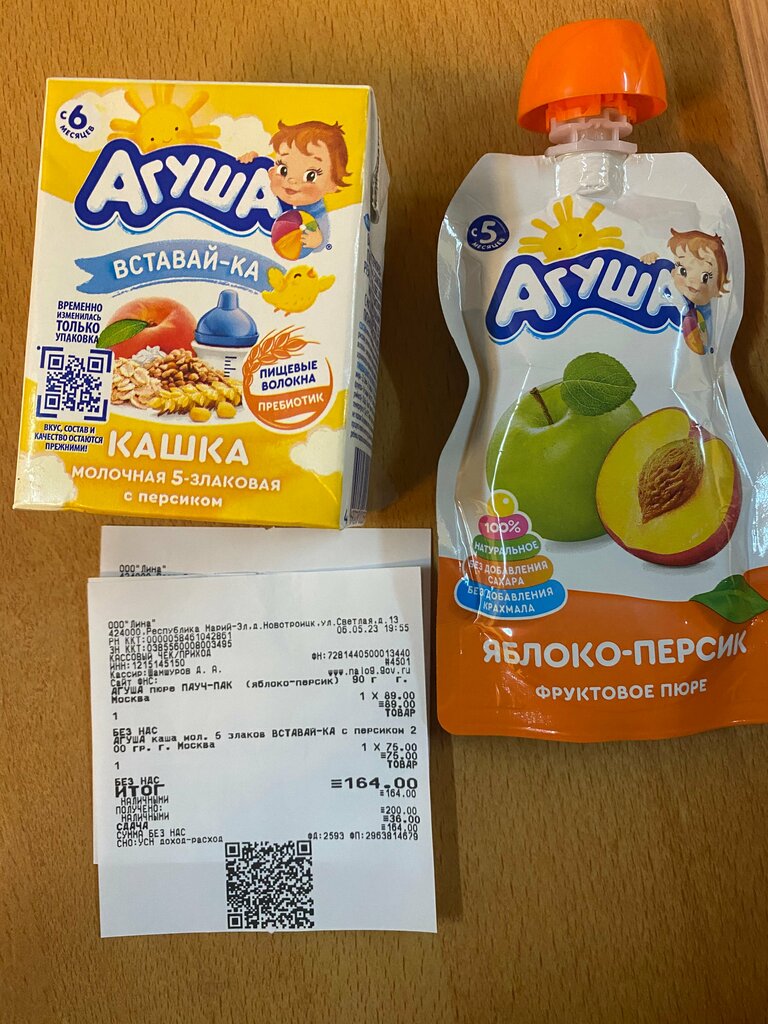 с 6
месяцев
АГУША
ВСТАВАЙ-КА
ВРЕМЕННО
ИЗМЕНИЛАСЬ
ТОЛЬКО
УПАКОВКА
ПИЩЕВЫЕ
ВОЛОКНА
ПРЕБИОТИК
ВКУС, СОСТАВ И
КАЧЕСТВО ОСТАЮТСЯ
ПРЕЖНИМИ!
КАШКА
МОЛОЧНАЯ 5-ЗЛАКОВАЯ
с персиком
с 5
месяцев
АГУША
100%
НАТУРАЛЬНОЕ
БЕЗ ДОБАВЛЕНИЯ
САХАРА
БЕЗ ДОБАВЛЕНИЯ
КРАХМАЛА
ЯБЛОКО-ПЕРСИК
ФРУКТОВОЕ ПЮРЕ
ООО"Лина"
ООО"Лина"
424000,Республика Марий-Эл,д.Новотроицк,ул.Светлая,д.13
РН ККТ:0000058461042861 06.05.23 19:55
ЗН ККТ:0385560008003495
КАССОВЫЙ ЧЕК/ПРИХОД ФН:7281440500013440
ИНН:1215145150 #4501
Кассир:Шамшуров Д. А. www.nalog.gov.ru
Сайт ФНС:
АГУША пюре ПАУЧ-ПАК (яблоко-персик) 90 г г.
Москва 1 X 89.00
≡89.00
1 ТОВАР
БЕЗ НДС
АГУША каша мол. 5 злаков ВСТАВАЙ-КА с персиком 2
00 гр. г. Москва 1 X 75.00
≡75.00
1 ТОВАР
БЕЗ НДС
ИТОГ ≡164.00
НАЛИЧНЫМИ ≡164.00
ПОЛУЧЕНО:
НАЛИЧНЫМИ ≡200.00
СДАЧА ≡36.00
СУММА БЕЗ НДС ≡164.00
СНО:УСН доход-расход ФД:2593 ФП:2963814679